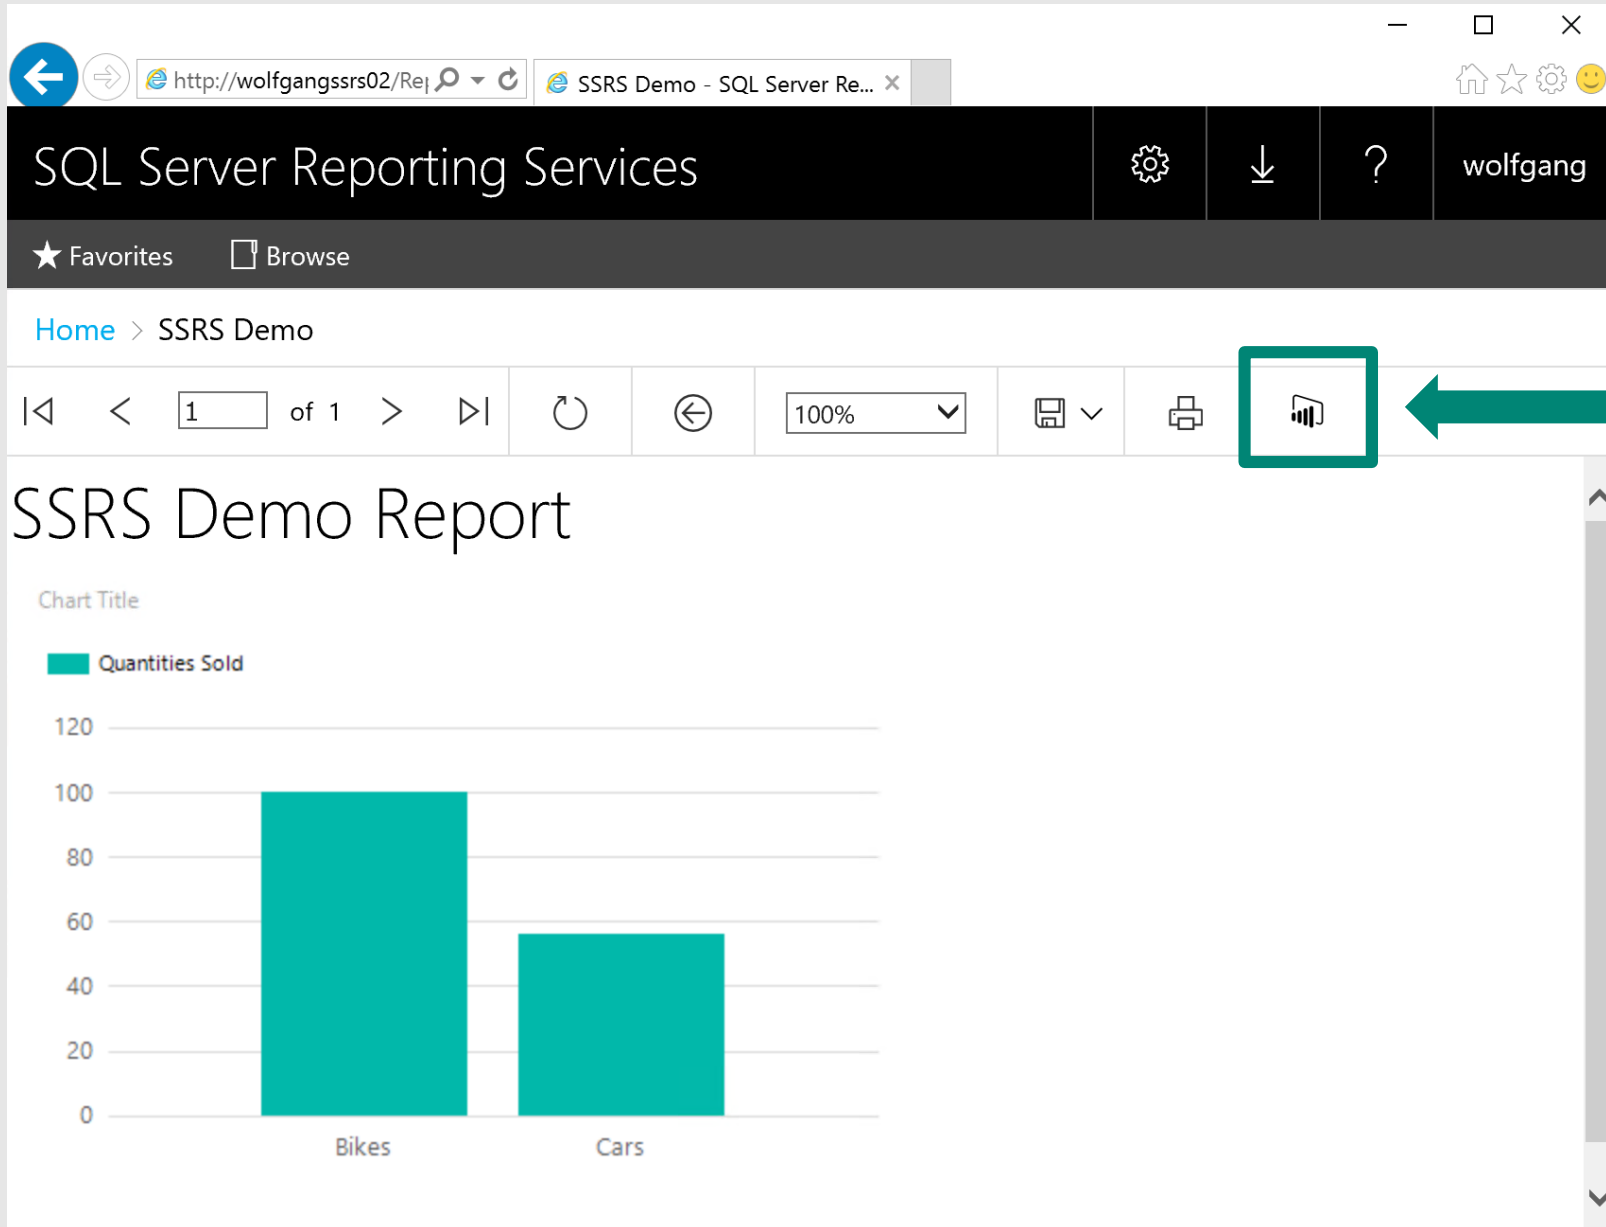 http://wolfgangssrs02/Rep
SSRS Demo - SQL Server Re...
SQL Server Reporting Services
?
wolfgang
Favorites
Browse
Home > SSRS Demo
1 of 1
100%
SSRS Demo Report
Chart Title
Quantities Sold
120
100
80
60
40
20
0
Bikes Cars